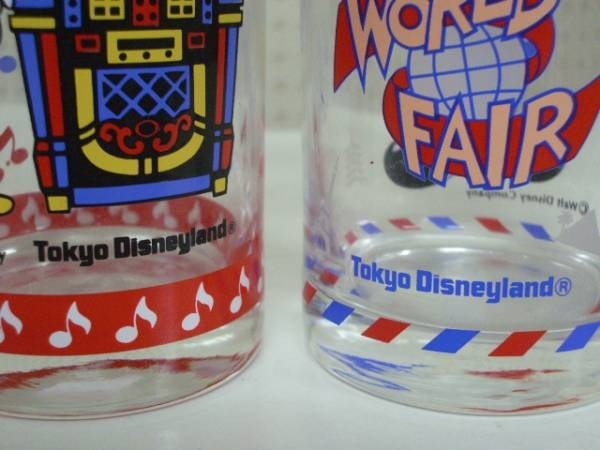 Tokyo Disneyland®
WORLD
FAIR
©Walt Disney Company
Tokyo Disneyland®